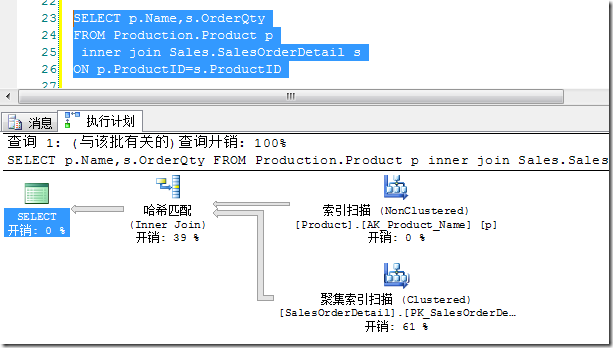 22
23 SELECT p.Name,s.OrderQty
24 FROM Production.Product p
25 inner join Sales.SalesOrderDetail s
26 ON p.ProductID=s.ProductID
27
消息 执行计划
查询 1: (与该批有关的)查询开销: 100%
SELECT p.Name,s.OrderQty FROM Production.Product p inner join Sales.Sales
SELECT
开销: 0 %
哈希匹配
(Inner Join)
开销: 39 %
索引扫描 (NonClustered)
[Product].[AK_Product_Name] [p]
开销: 0 %
聚集索引扫描 (Clustered)
[SalesOrderDetail].[PK_SalesOrderDe…
开销: 61 %